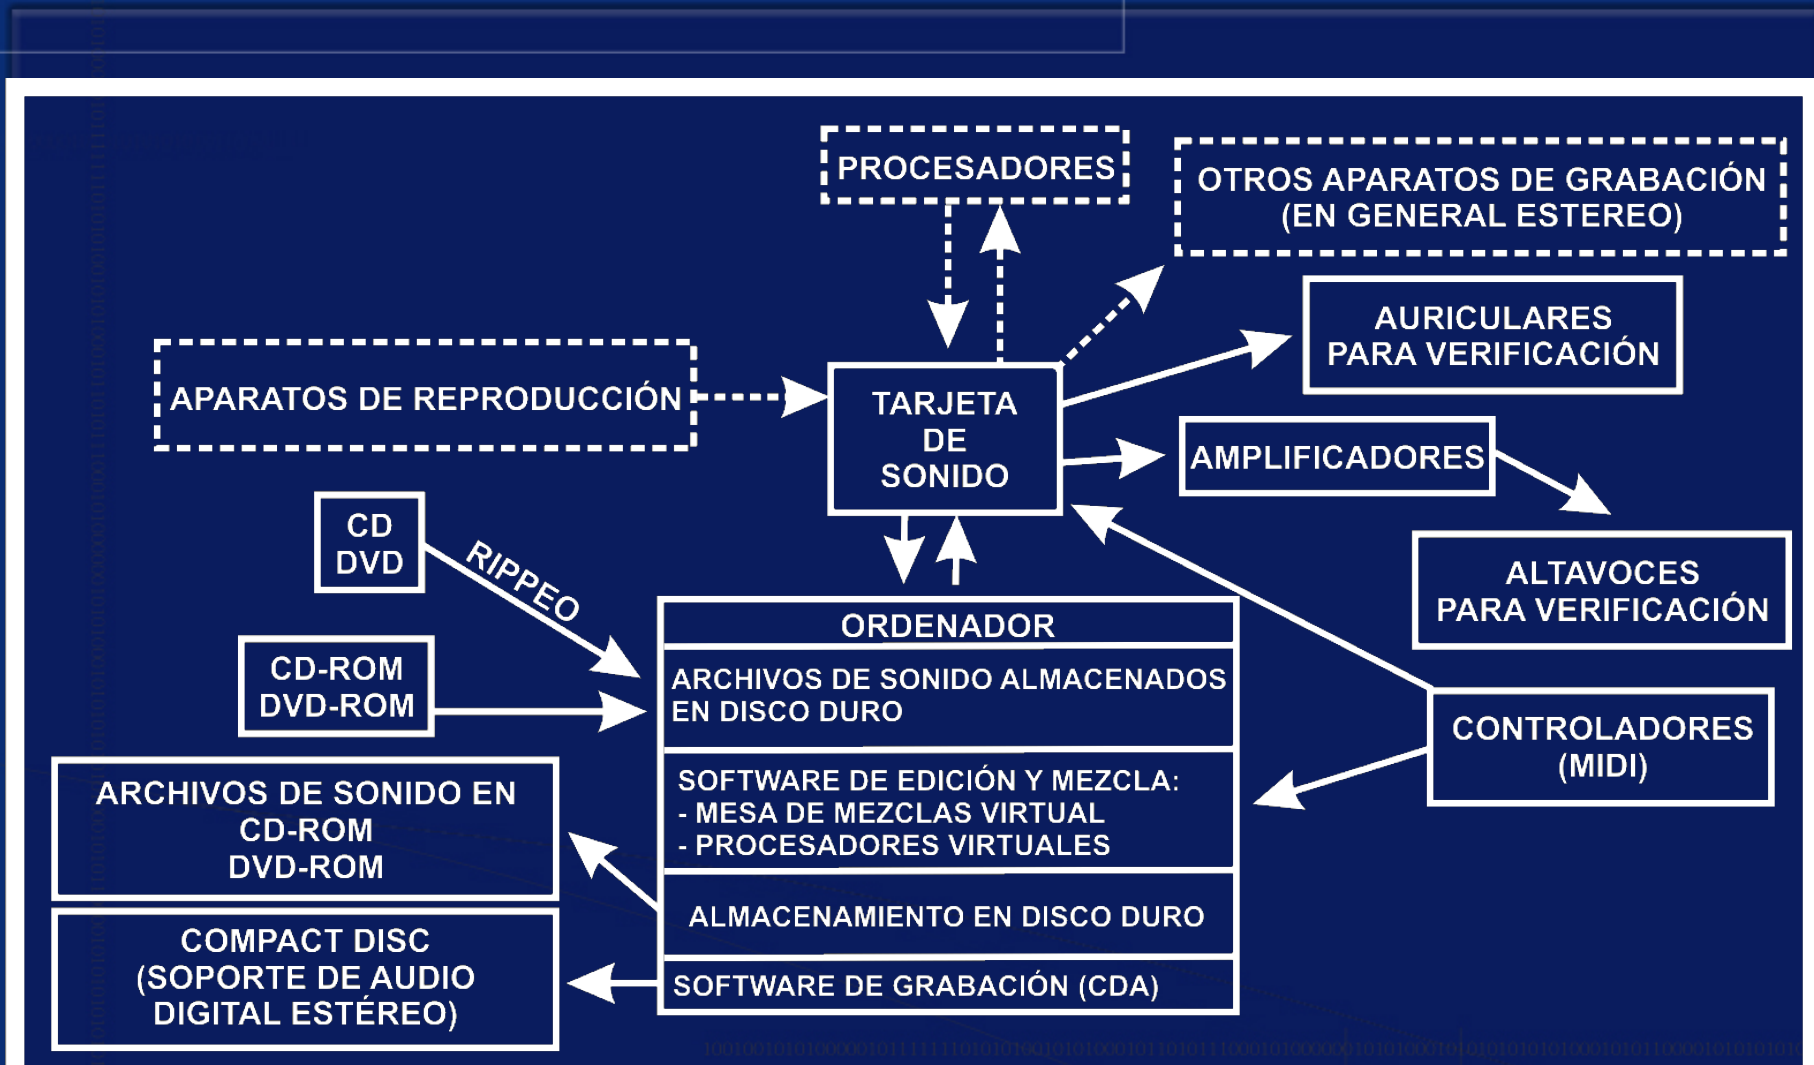 PROCESADORES
OTROS APARATOS DE GRABACIÓN
(EN GENERAL ESTEREO)
AURICULARES
PARA VERIFICACIÓN
APARATOS DE REPRODUCCIÓN
TARJETA
DE
SONIDO
AMPLIFICADORES
CD
DVD
RIPPEO
ALTAVOCES
PARA VERIFICACIÓN
ORDENADOR
CD-ROM
DVD-ROM
ARCHIVOS DE SONIDO ALMACENADOS
EN DISCO DURO
CONTROLADORES
(MIDI)
SOFTWARE DE EDICIÓN Y MEZCLA:
- MESA DE MEZCLAS VIRTUAL
- PROCESADORES VIRTUALES
ARCHIVOS DE SONIDO EN
CD-ROM
DVD-ROM
ALMACENAMIENTO EN DISCO DURO
COMPACT DISC
(SOPORTE DE AUDIO
DIGITAL ESTÉREO)
SOFTWARE DE GRABACIÓN (CDA)